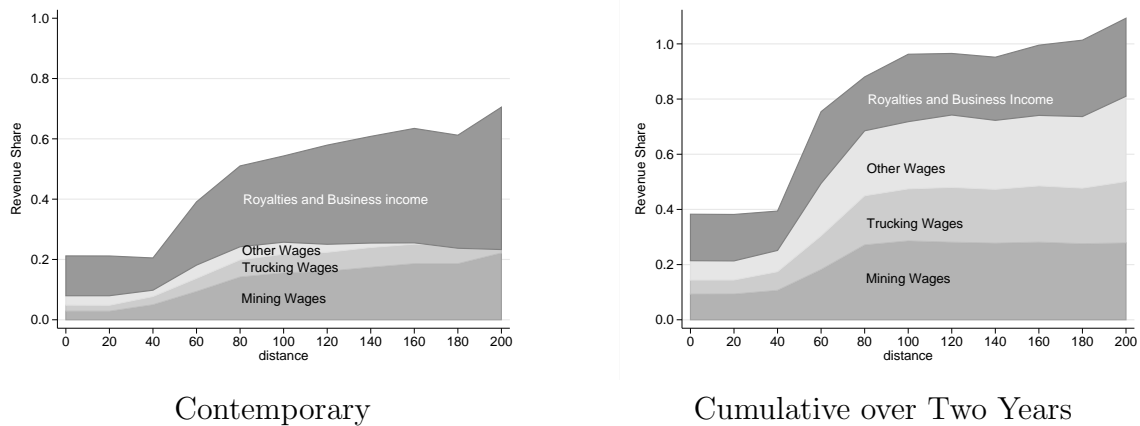 1.0
0.8
0.6
0.4
0.2
0.0
Revenue Share
Royalties and Business income
Other Wages
Trucking Wages
Mining Wages
0 20 40 60 80 100 120 140 160 180 200
distance
Contemporary
1.0
0.8
0.6
0.4
0.2
0.0
Revenue Share
Royalties and Business Income
Other Wages
Trucking Wages
Mining Wages
0 20 40 60 80 100 120 140 160 180 200
distance
Cumulative over Two Years